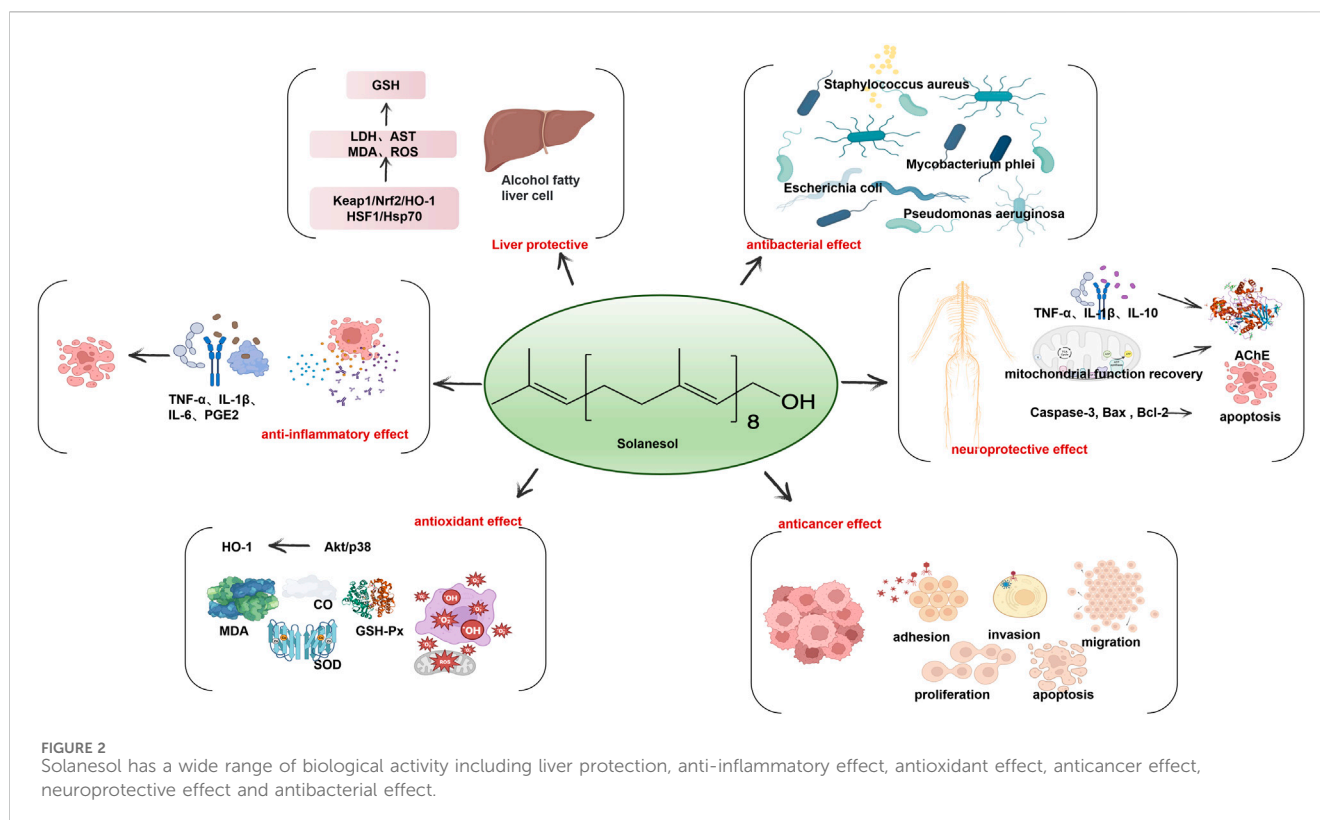 GSH
LDH、AST
MDA、ROS
Keap1/Nrf2/HO-1
HSF1/Hsp70
Alcohol fatty
liver cell
Liver protective
Staphylococcus aureus
Mycobacterium phlei
Escherichia coli
Pseudomonas aeruginosa
antibacterial effect
TNF-α、IL-1β、
IL-6、PGE2
anti-inflammatory effect
OH
8
Solanesol
TNF-α、IL-1β、IL-10
AChE
mitochondrial function recovery
Caspase-3, Bax , Bcl-2
apoptosis
neuroprotective effect
antioxidant effect
HO-1
Akt/p38
MDA
CO
SOD
GSH-Px
·OH
·OH
ROS
anticancer effect
adhesion
invasion
migration
proliferation
apoptosis
FIGURE 2
Solanesol has a wide range of biological activity including liver protection, anti-inflammatory effect, antioxidant effect, anticancer effect,
neuroprotective effect and antibacterial effect.